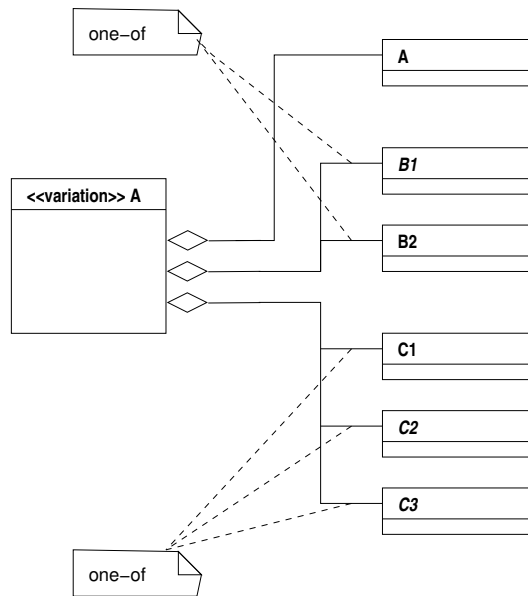 one−of
A
B1
<<variation>> A
B2
C1
C2
C3
one−of